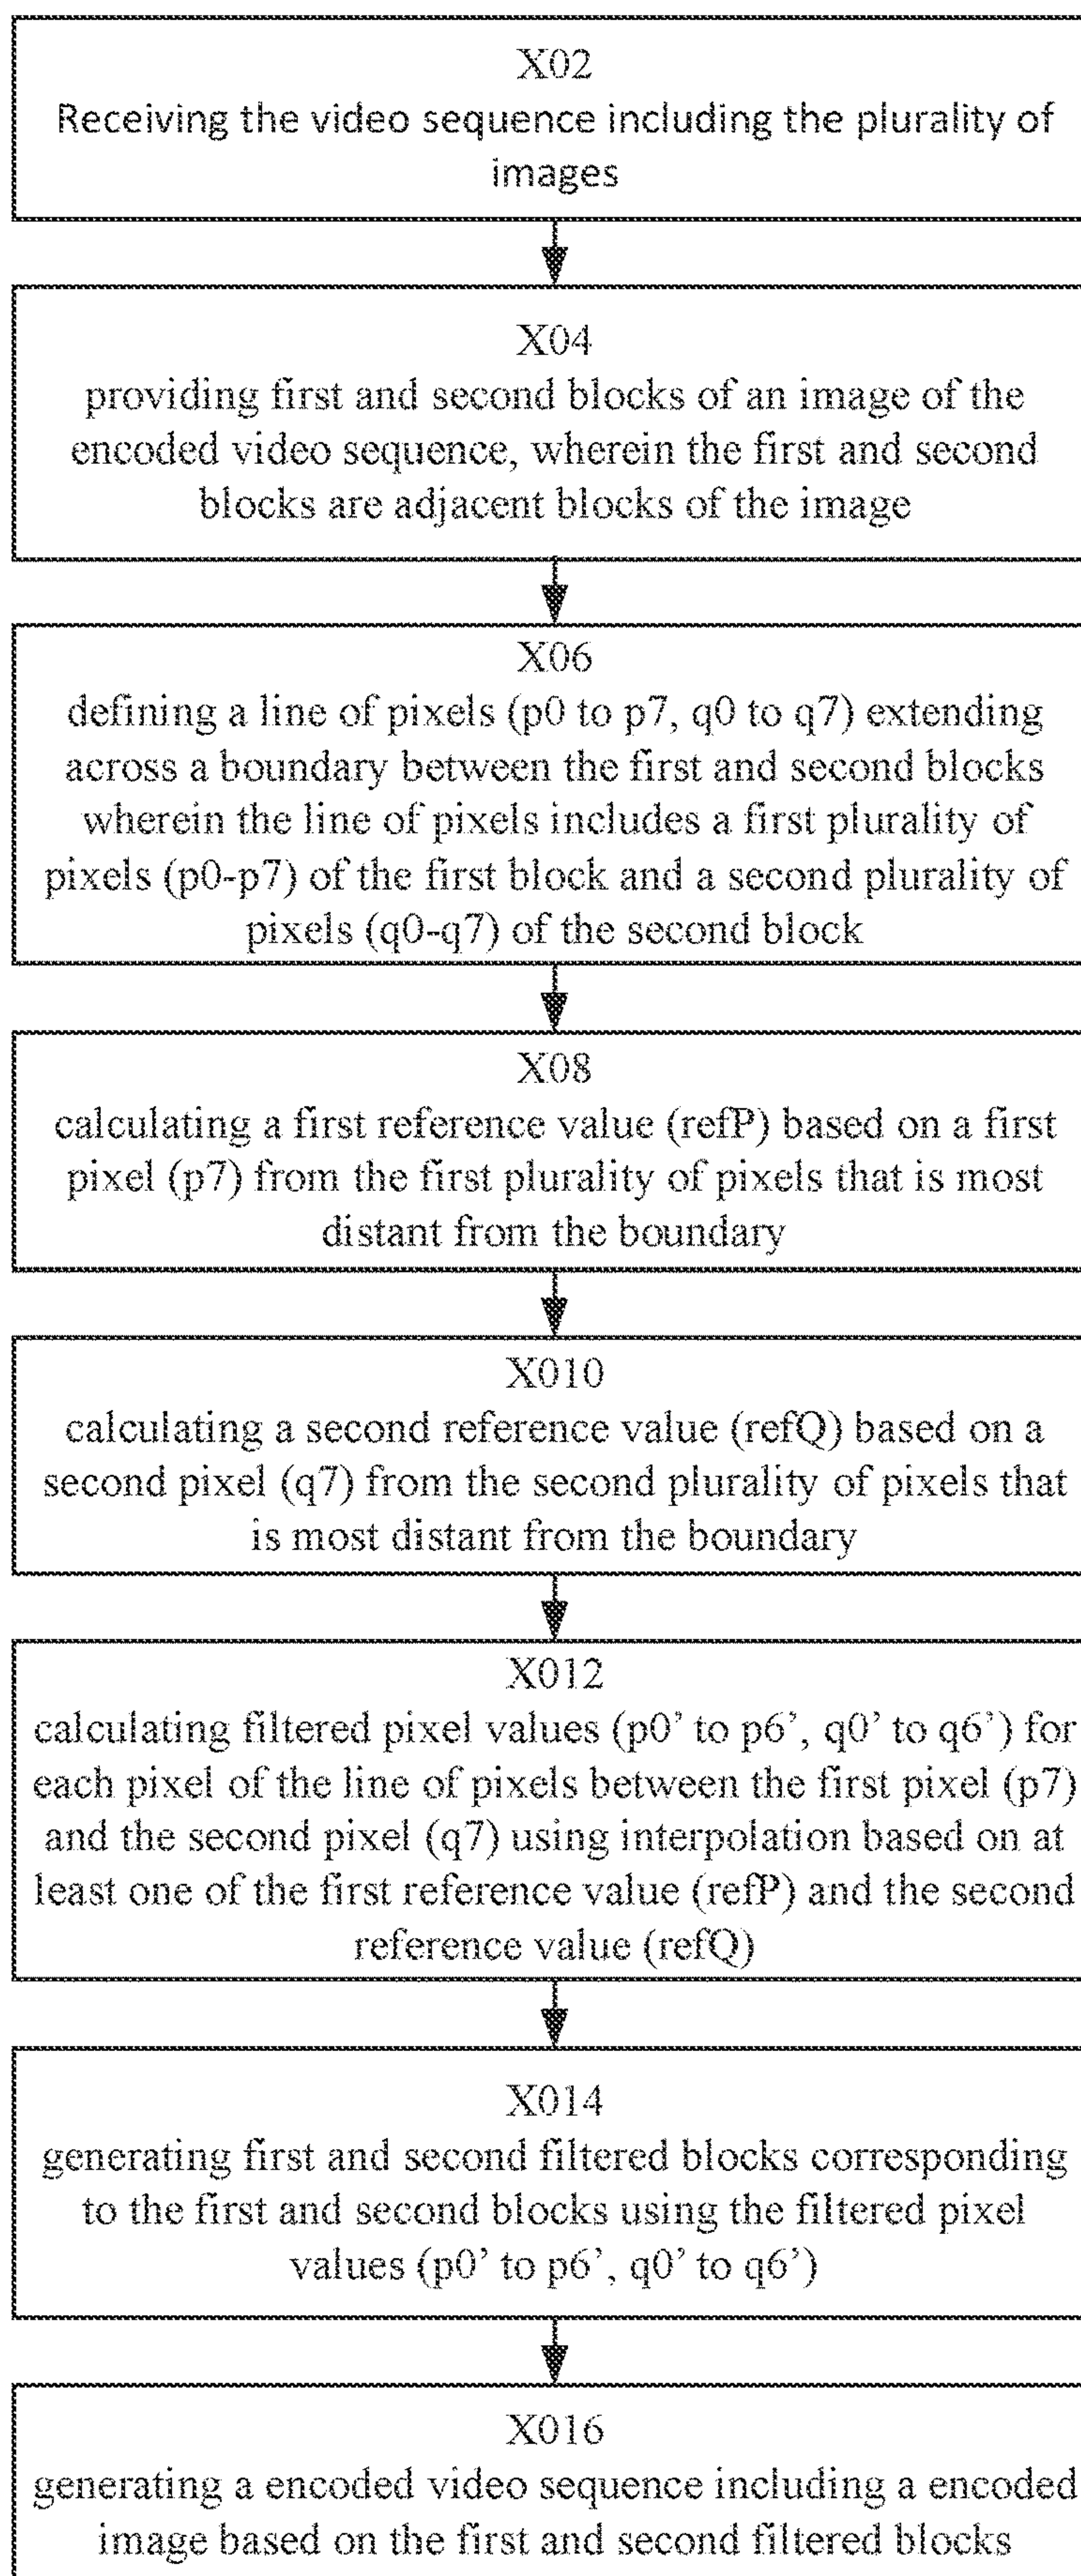 X02
Receiving the video sequence including the plurality of
images
X04
providing first and second blocks of an image of the
encoded video sequence, wherein the first and second
blocks are adjacent blocks of the image
X06
defining a line of pixels (p0 to p7, q0 to q7) extending
across a boundary between the first and second blocks
wherein the line of pixels includes a first plurality of
pixels (p0-p7) of the first block and a second plurality of
pixels (q0-q7) of the second block
X08
calculating a first reference value (refP) based on a first
pixel (p7) from the first plurality of pixels that is most
distant from the boundary
X010
calculating a second reference value (refQ) based on a
second pixel (q7) from the second plurality of pixels that
is most distant from the boundary
X012
calculating filtered pixel values (p0’ to p6’, q0’ to q6’) for
each pixel of the line of pixels between the first pixel (p7)
and the second pixel (q7) using interpolation based on at
least one of the first reference value (refP) and the second
reference value (refQ)
X014
generating first and second filtered blocks corresponding
to the first and second blocks using the filtered pixel
values (p0’ to p6’, q0’ to q6’)
X016
generating a encoded video sequence including a encoded
image based on the first and second filtered blocks